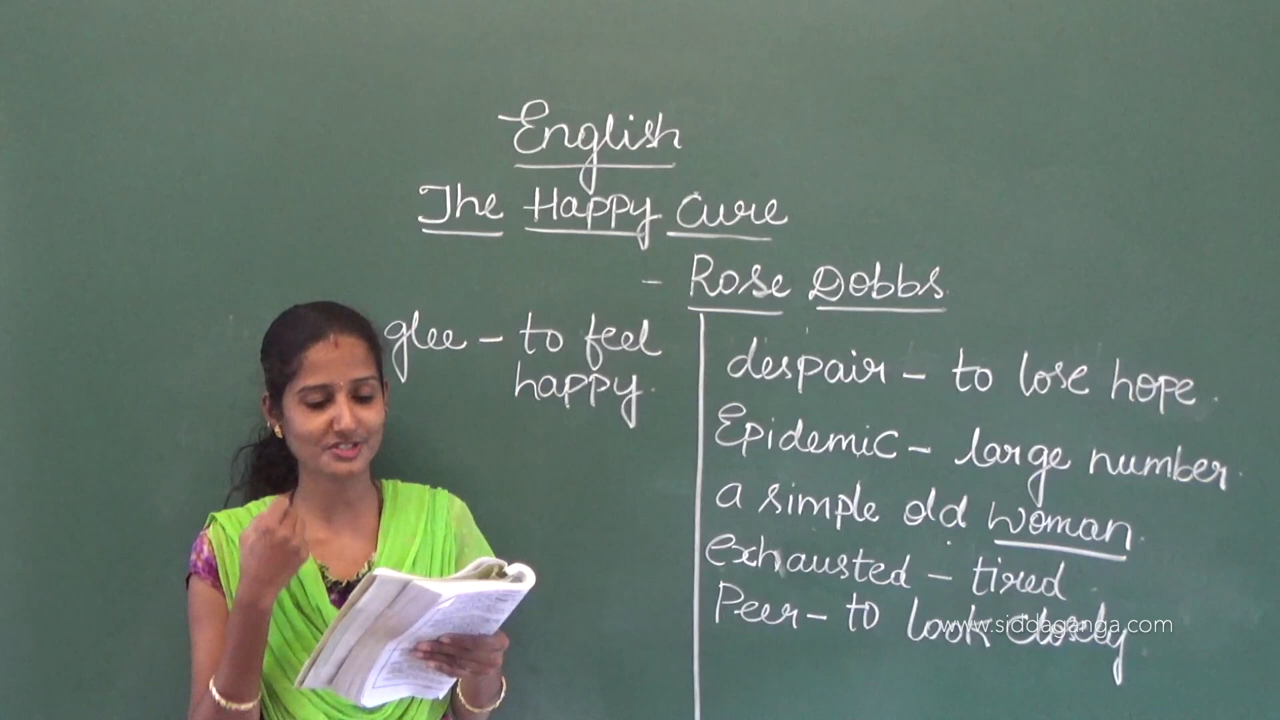 English
The Happy Cure
- Rose Dobbs
glee - to feel
happy.
despair - to lose hope.
Epidemic - large number.
a simple old woman.
exhausted - tired
Peer - to look closely
www.siddaganga.com